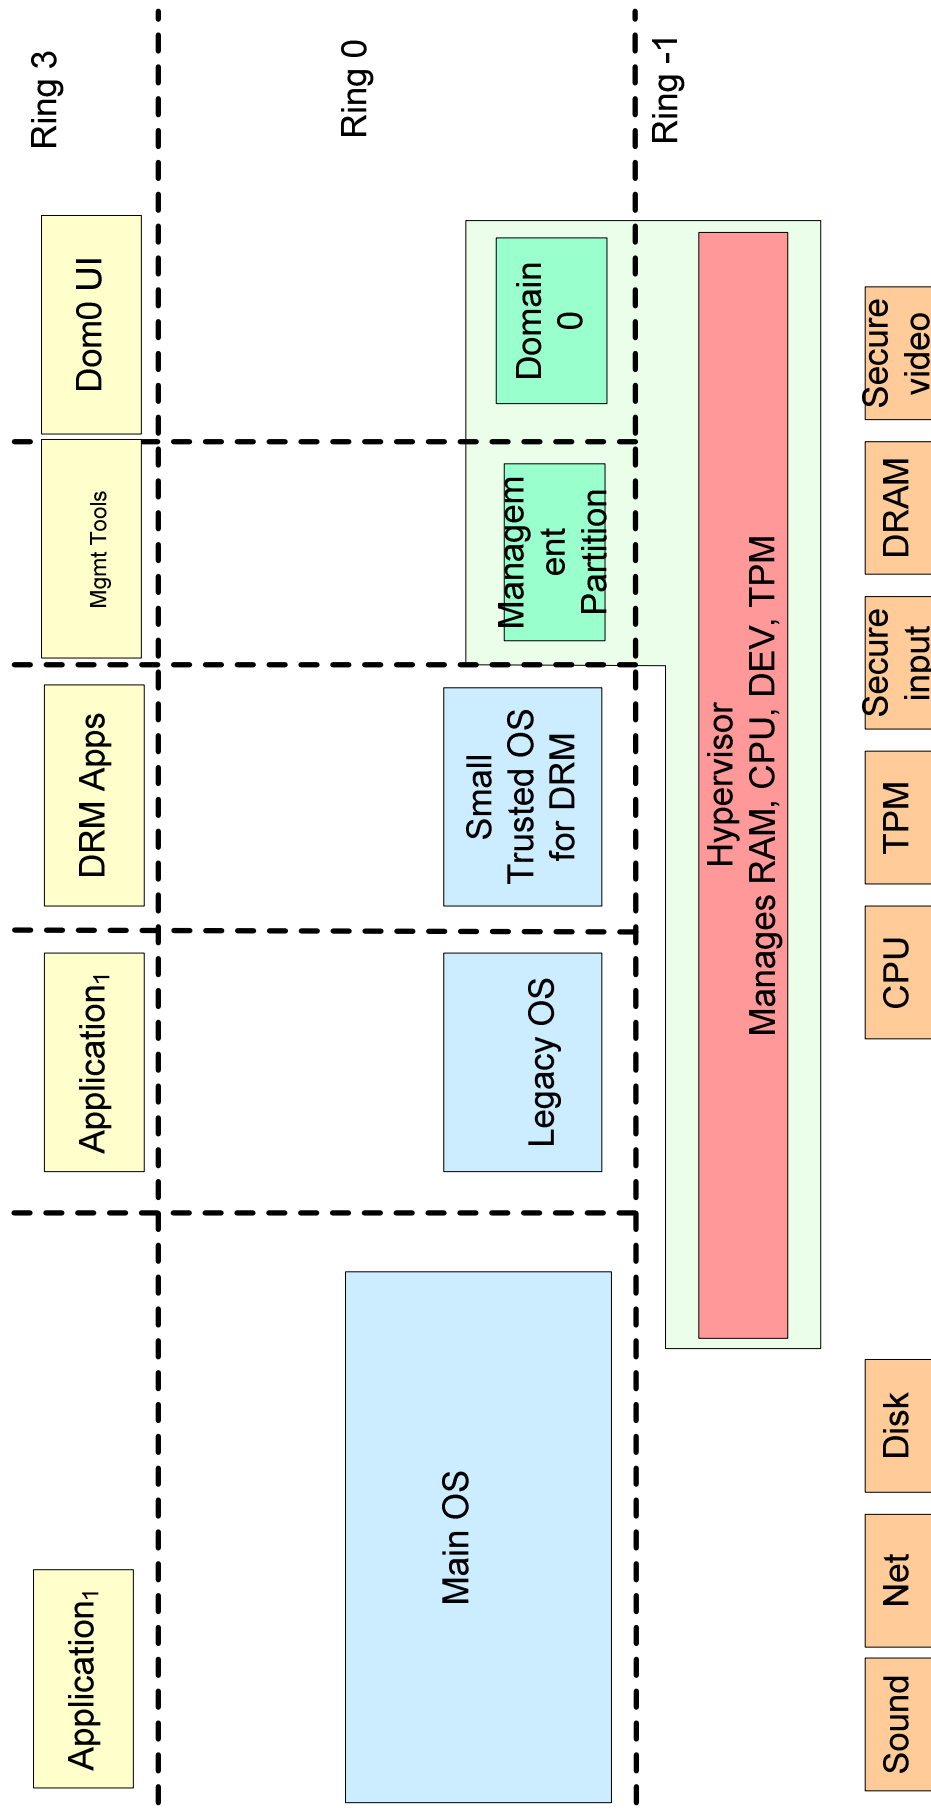 Application₁
Application₁
DRM Apps
Mgmt Tools
Dom0 UI
Ring 3
Main OS
Legacy OS
Small
Trusted OS
for DRM
Managem
ent
Partition
Domain
0
Ring 0
Hypervisor
Manages RAM, CPU, DEV, TPM
Ring -1
Sound
Net
Disk
CPU
TPM
Secure
input
DRAM
Secure
video